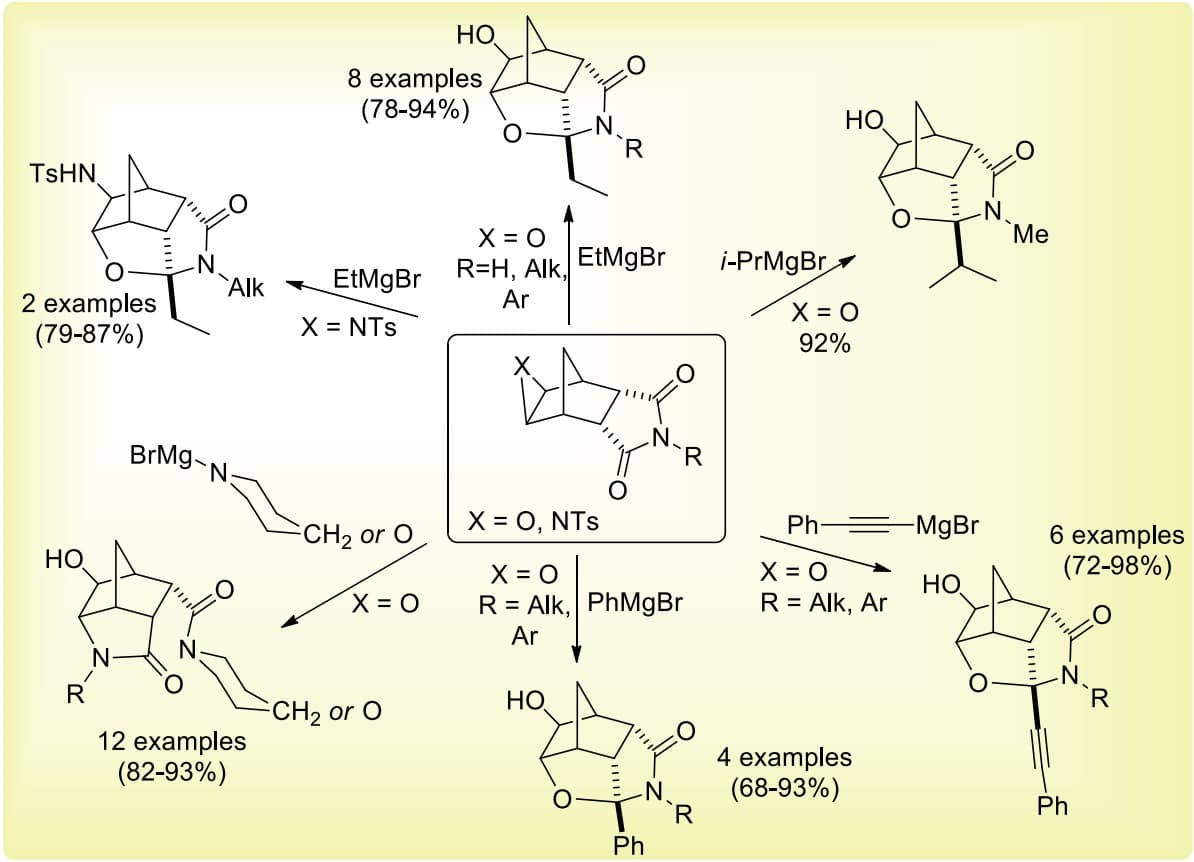 HO
O
8 examples
(78-94%)
O
N
R
HO
O
O
N
Me
TsHN
O
O
N
Alk
2 examples
(79-87%)
EtMgBr
X = NTs
X = O
R=H, Alk,
Ar
EtMgBr
i-PrMgBr
X = O
92%
X
O
N
R
O
X = O, NTs
BrMg
N
CH2 or O
X = O
HO
O
N
N
O
R
CH2 or O
12 examples
(82-93%)
X = O
R = Alk,
Ar
PhMgBr
HO
O
O
N
R
Ph
4 examples
(68-93%)
Ph
MgBr
X = O
R = Alk, Ar
6 examples
(72-98%)
HO
O
O
N
R
Ph